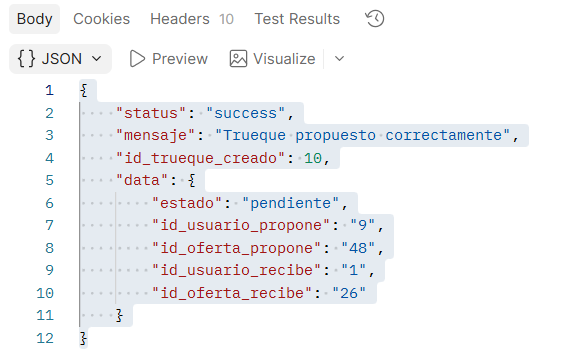 Body Cookies Headers 10 Test Results
{} JSON Preview Visualize
1 {
2 "status": "success",
3 "mensaje": "Trueque propuesto correctamente",
4 "id_trueque_creado": 10,
5 "data": {
6 "estado": "pendiente",
7 "id_usuario_propone": "9",
8 "id_oferta_propone": "48",
9 "id_usuario_recibe": "1",
10 "id_oferta_recibe": "26"
11 }
12 }